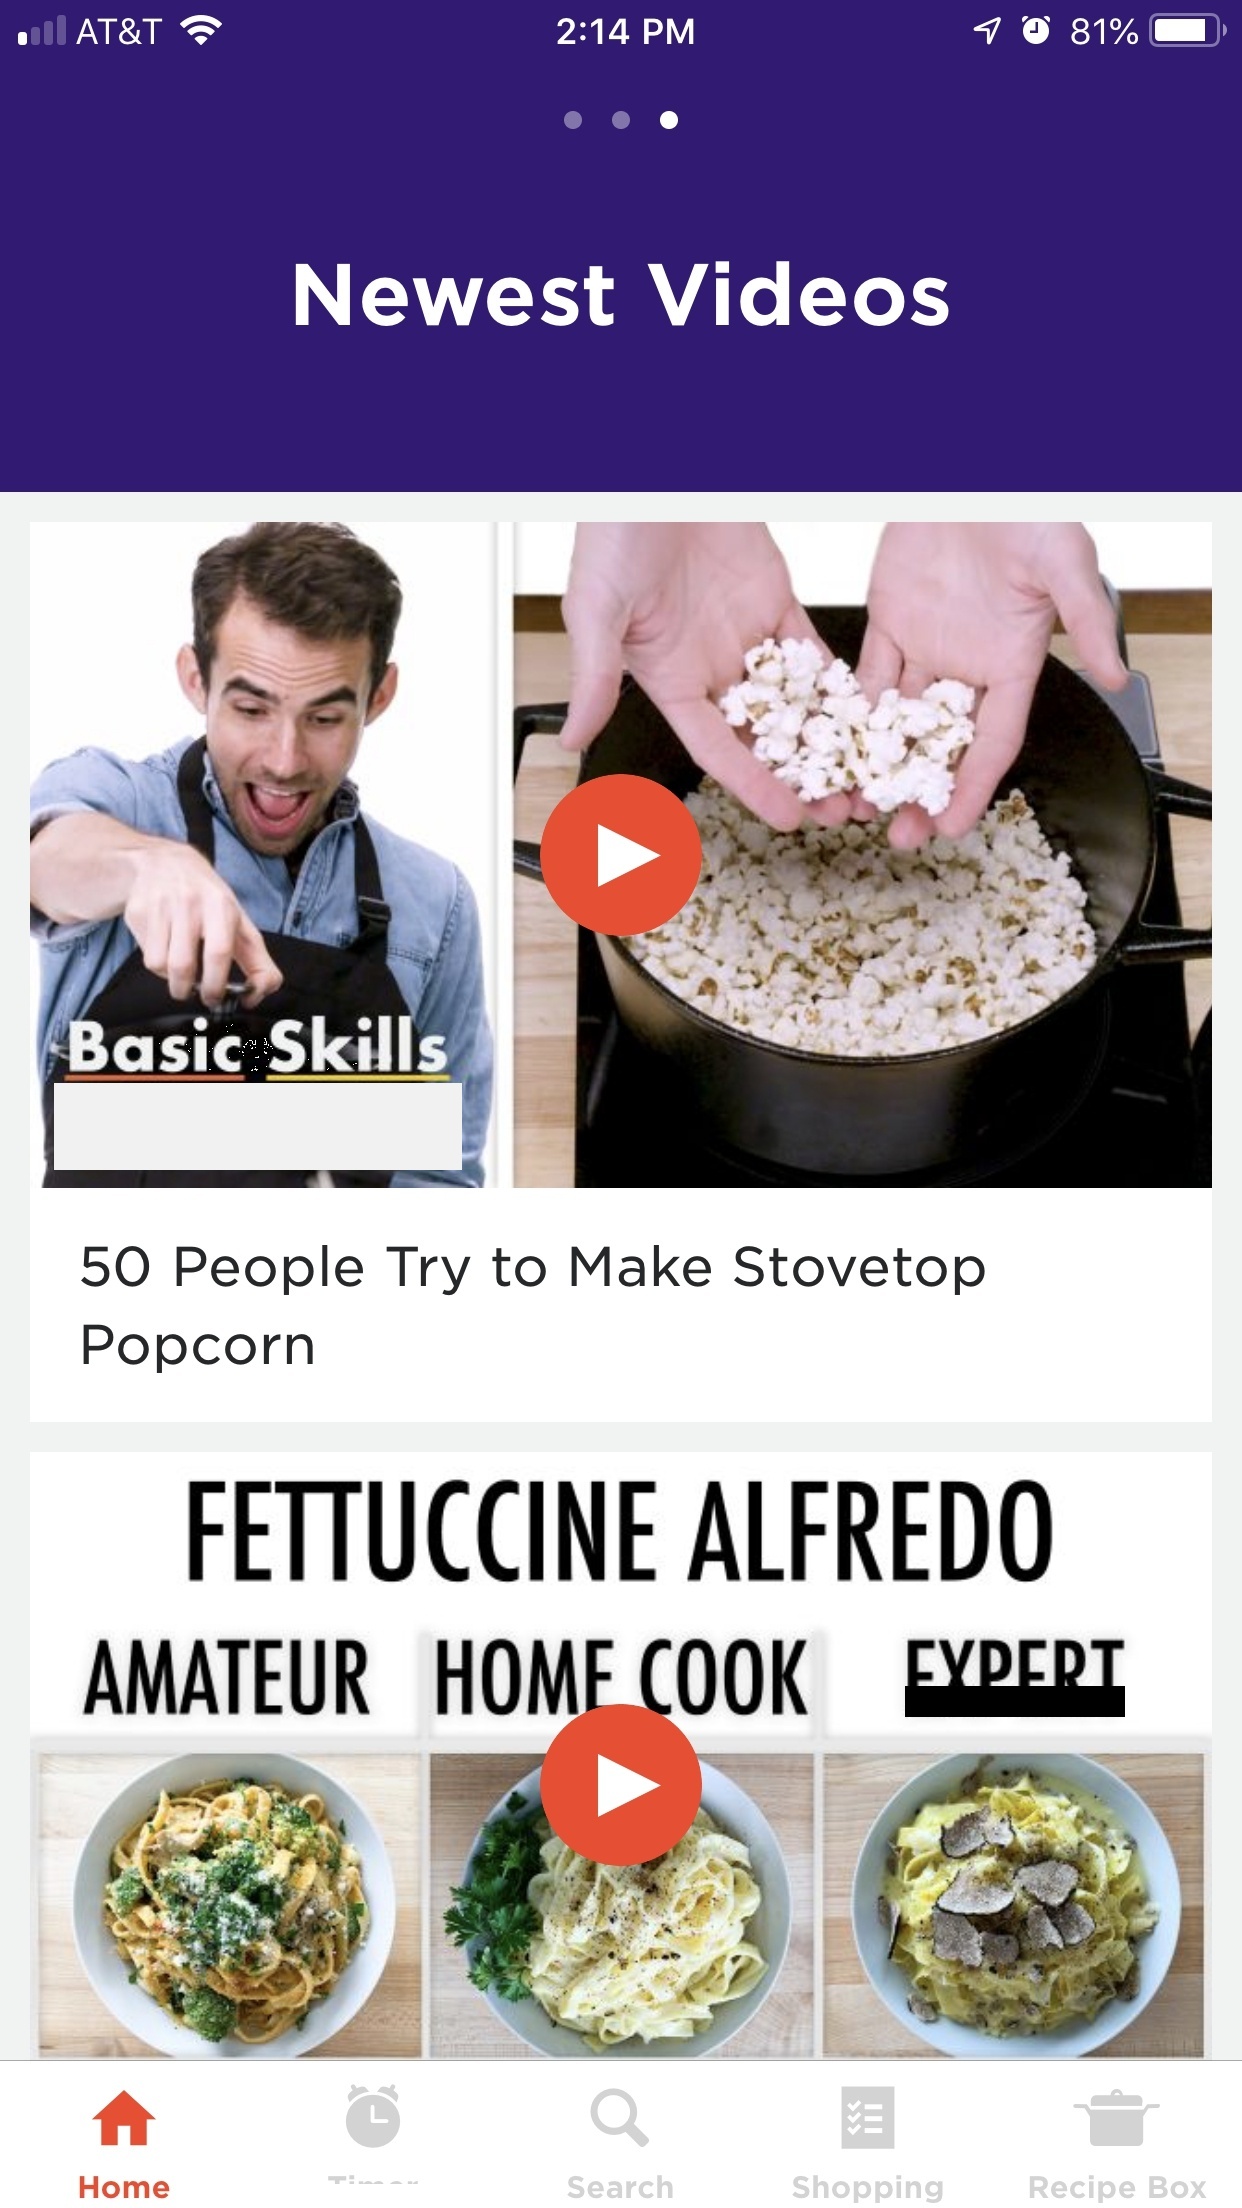 AT&T
2:14 PM
81%
Newest Videos
Basic Skills
50 People Try to Make Stovetop
Popcorn
FETTUCCINE ALFREDO
AMATEUR HOME COOK EXPERT
Home Search Shopping Recipe Box